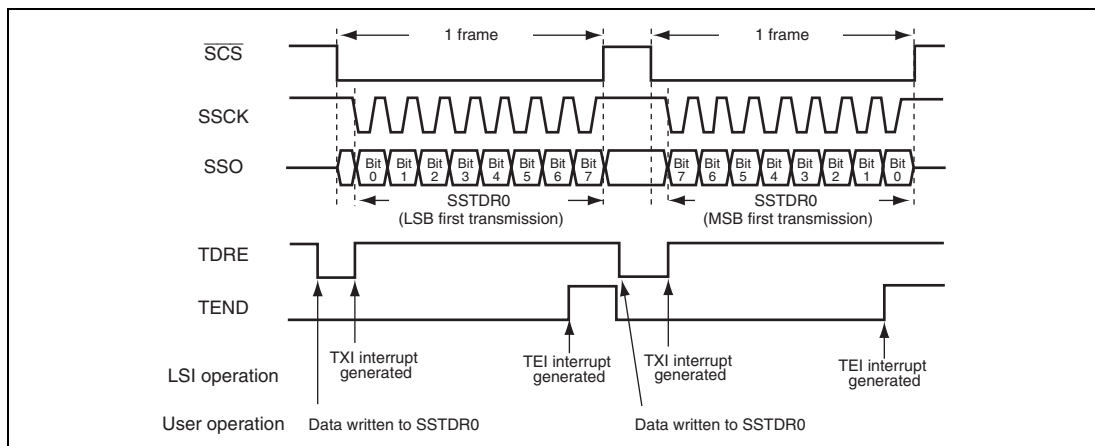 1 frame 1 frame
SCS
SSCK
SSO
Bit 0 Bit 1 Bit 2 Bit 3 Bit 4 Bit 5 Bit 6 Bit 7 Bit 7 Bit 6 Bit 5 Bit 4 Bit 3 Bit 2 Bit 1 Bit 0
SSTDR0 SSTDR0
(LSB first transmission) (MSB first transmission)
TDRE
TEND
TXI interrupt generated TEI interrupt generated TXI interrupt generated TEI interrupt generated
LSI operation
User operation Data written to SSTDR0 Data written to SSTDR0